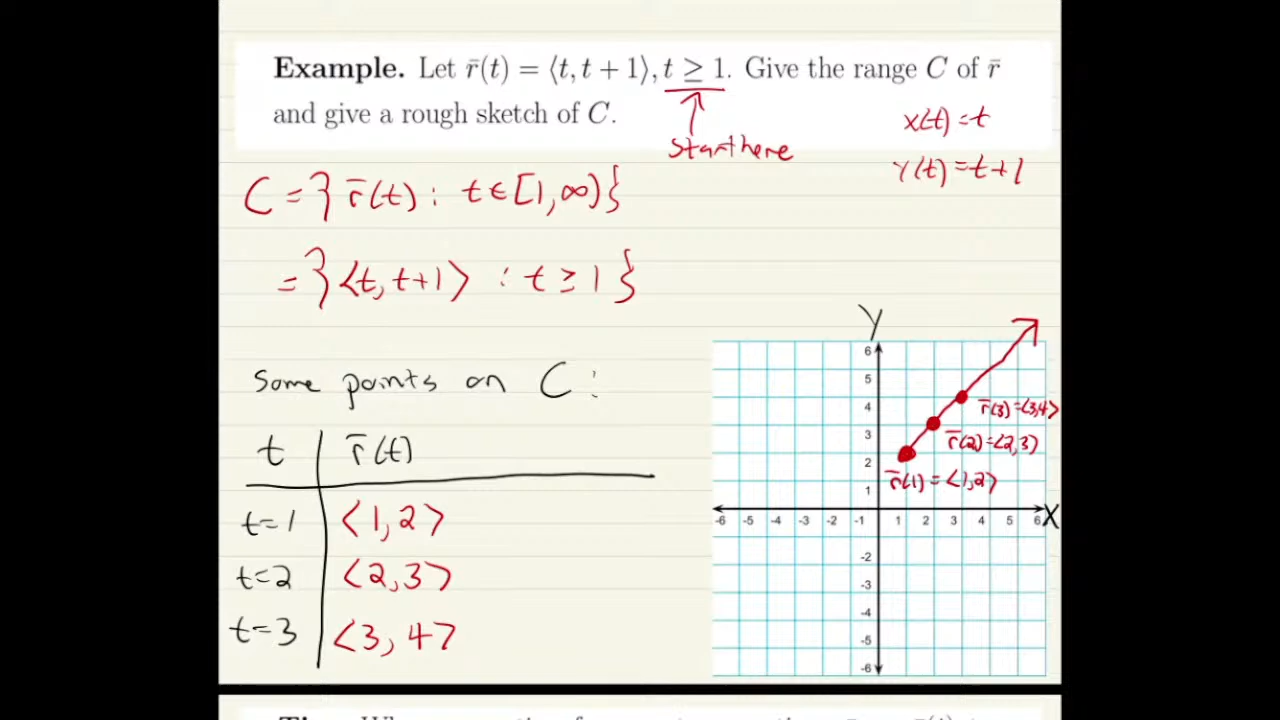 Example. Let r̄(t) = ⟨t, t + 1⟩, t ≥ 1. Give the range C of r̄
and give a rough sketch of C.
start here
x(t) = t
Y(t) = t+1
C = { r̄(t) : t ∈ [1, ∞) }
= { ⟨t, t+1⟩ : t ≥ 1 }
Some points on C :
t r̄(t)
t=1 ⟨1, 2⟩
t=2 ⟨2, 3⟩
t=3 ⟨3, 4⟩
Y
6
5
4
3
2
1
r̄(3) = ⟨3,4⟩
r̄(2) = ⟨2,3⟩
r̄(1) = ⟨1,2⟩
-6 -5 -4 -3 -2 -1 1 2 3 4 5 6 X
-2
-3
-4
-5
-6